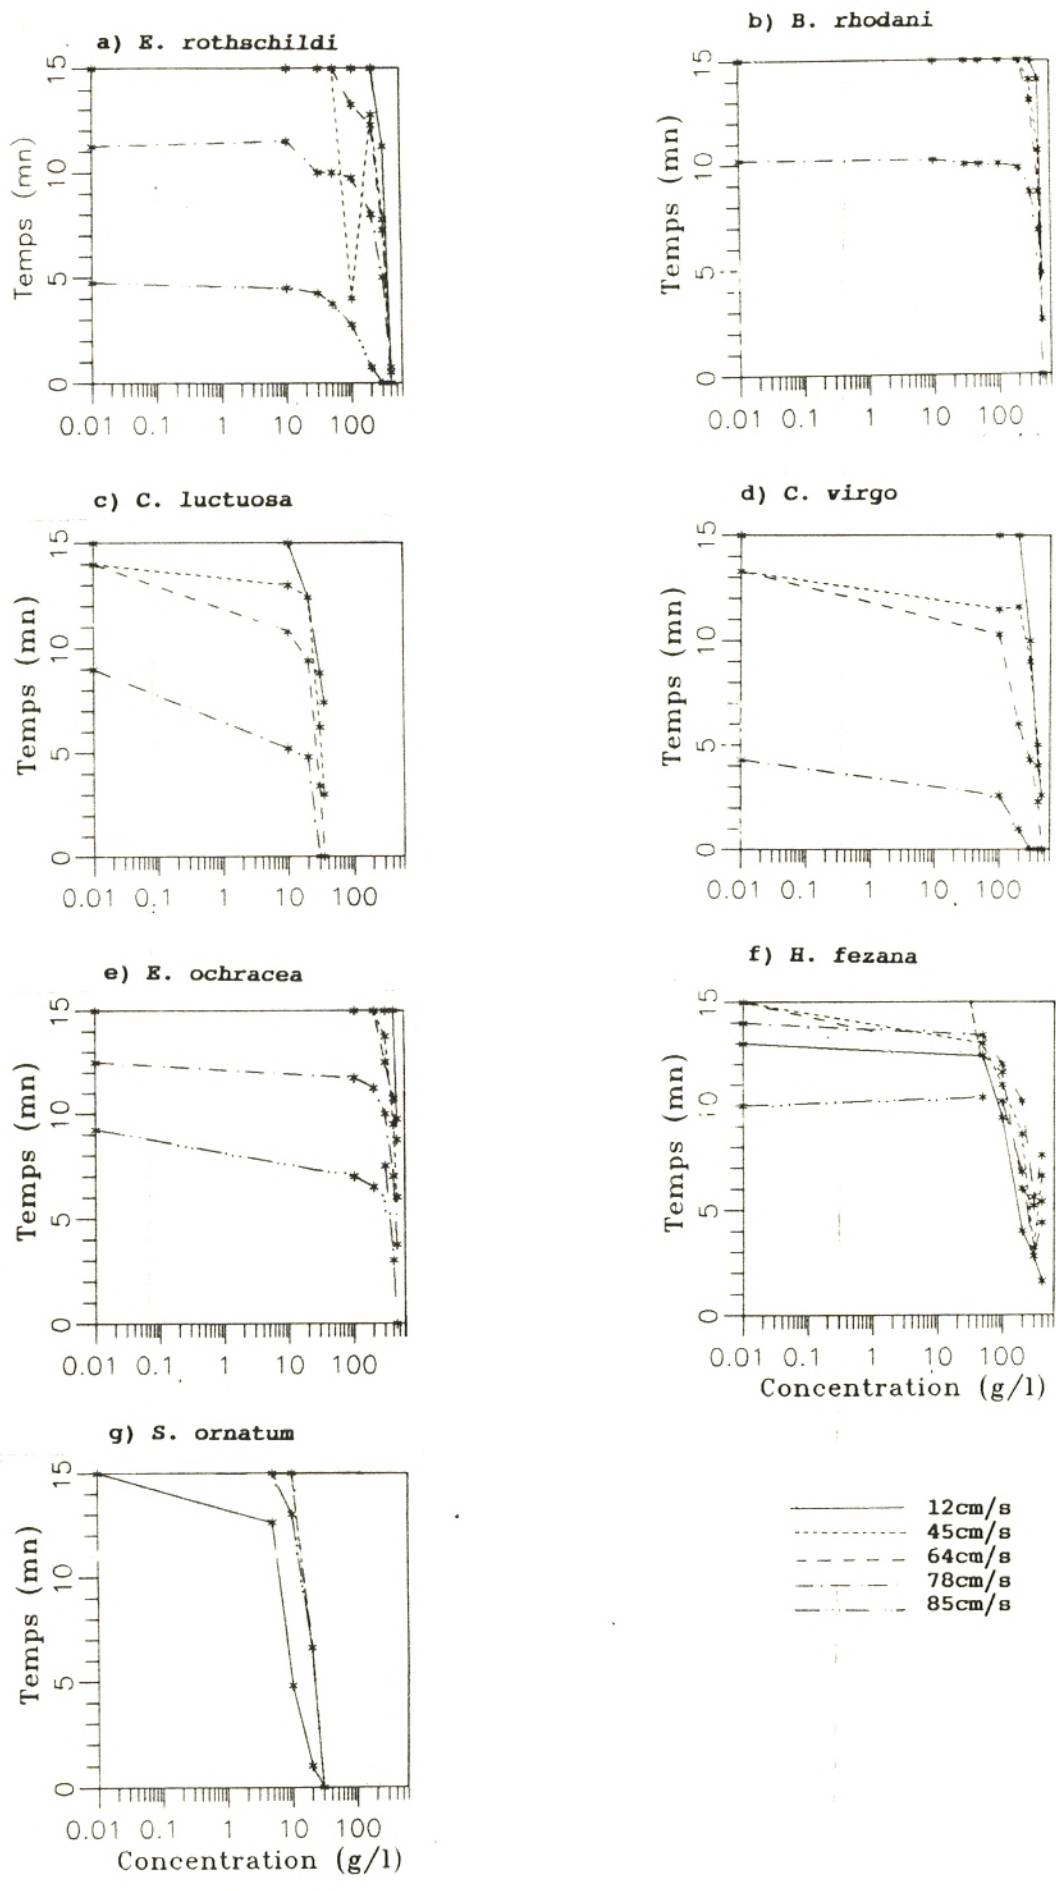 a) E. rothschildi
15
10
5
0
Temps (mn)
0.01 0.1 1 10 100
b) B. rhodani
15
10
5
0
Temps (mn)
0.01 0.1 1 10 100
c) C. luctuosa
15
10
5
0
Temps (mn)
0.01 0.1 1 10 100
d) C. virgo
15
10
5
0
Temps (mn)
0.01 0.1 1 10 100
e) E. ochracea
15
10
5
0
Temps (mn)
0.01 0.1 1 10 100
f) H. fezana
15
10
5
0
Temps (mn)
0.01 0.1 1 10 100
Concentration (g/l)
g) S. ornatum
15
10
5
0
Temps (mn)
0.01 0.1 1 10 100
Concentration (g/l)
12cm/s
45cm/s
64cm/s
78cm/s
85cm/s